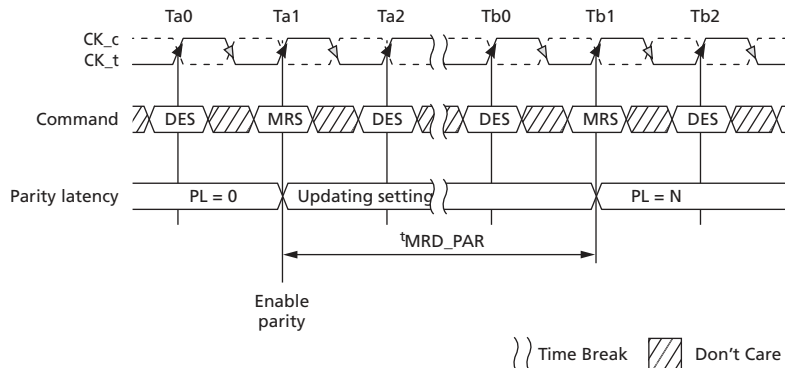 Ta0 Ta1 Ta2 Tb0 Tb1 Tb2
CK_c
CK_t
Command DES MRS DES DES MRS DES
Parity latency PL = 0 Updating setting PL = N
tMRD_PAR
Enable
parity
Time Break Don't Care